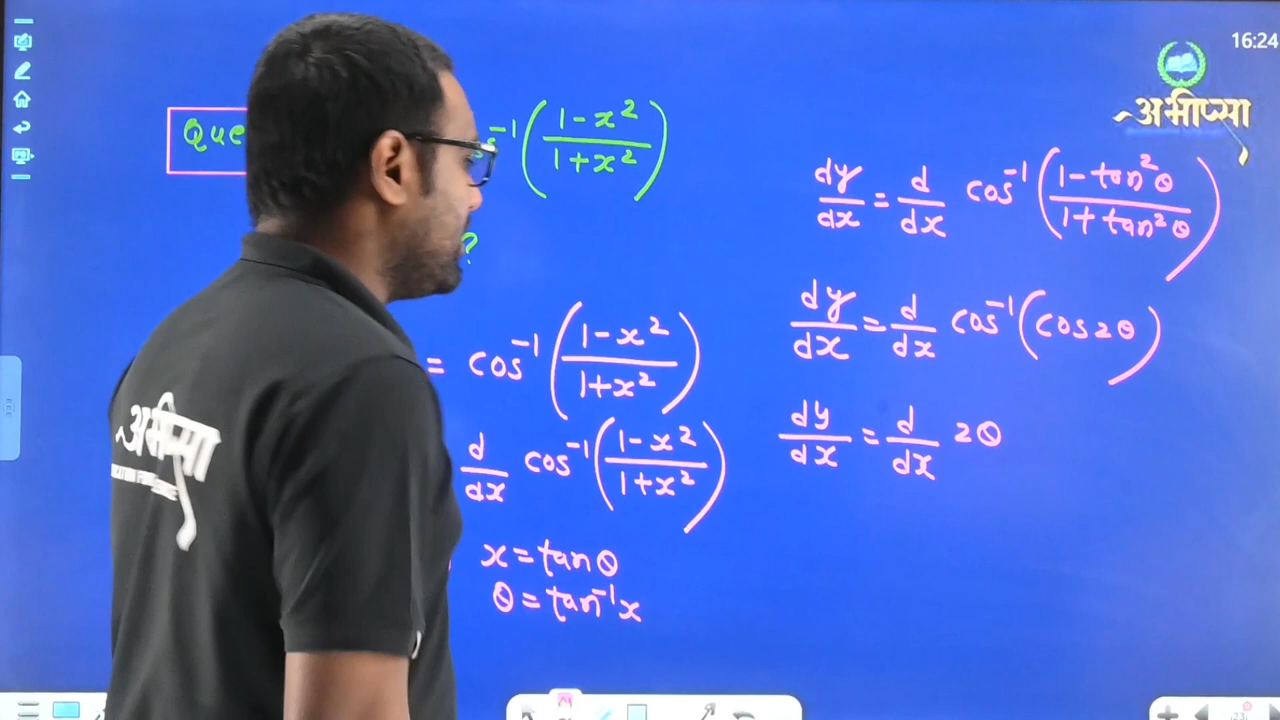 16:24
अभीप्सा
Que
s⁻¹((1-x²)/(1+x²))
?
= cos⁻¹((1-x²)/(1+x²))
d/dx cos⁻¹((1-x²)/(1+x²))
x = tanθ
θ = tan⁻¹x
dy/dx = d/dx cos⁻¹((1-tan²θ)/(1+tan²θ))
dy/dx = d/dx cos⁻¹(cos2θ)
dy/dx = d/dx 2θ
अभीप्सा